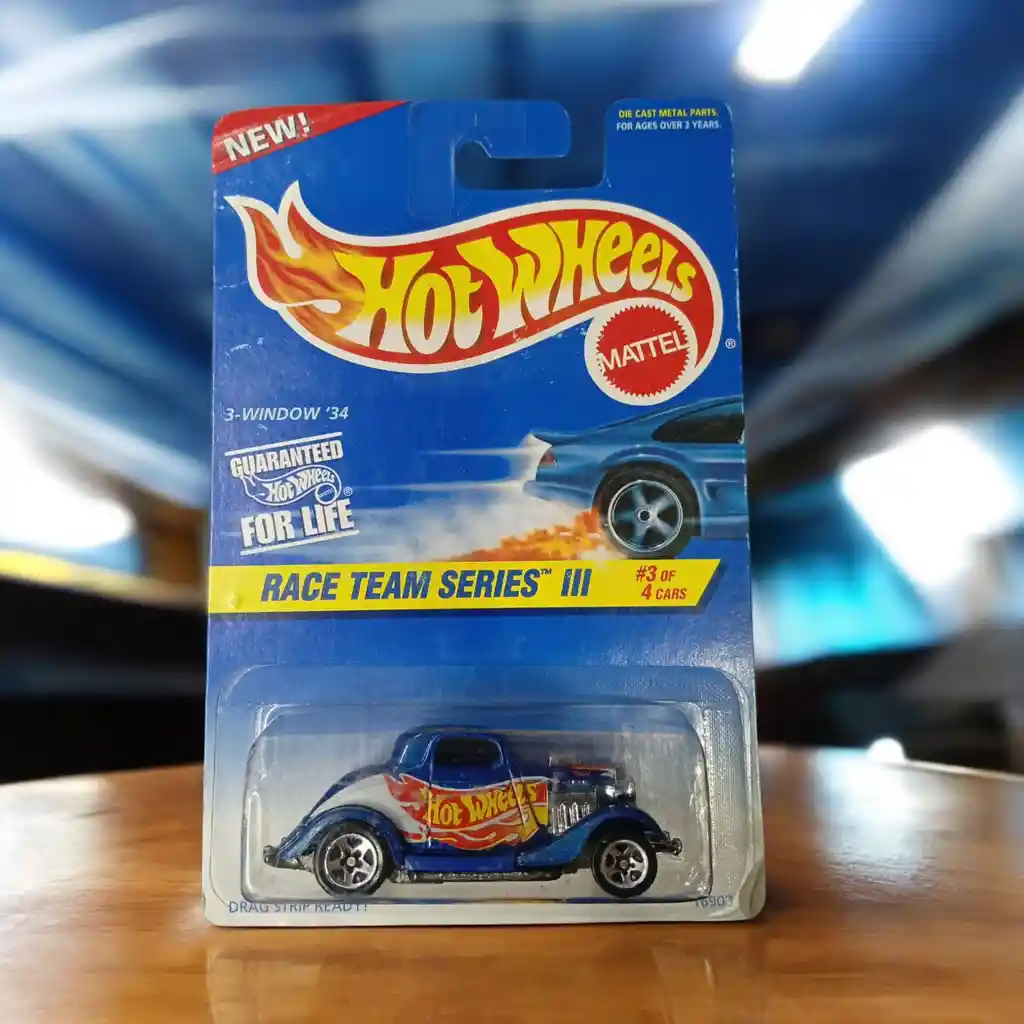 NEW!
DIE CAST METAL PARTS.
FOR AGES OVER 3 YEARS.
HOT WHEELS
MATTEL
®
3-WINDOW '34
GUARANTEED
HOT WHEELS
®
FOR LIFE
RACE TEAM SERIES™ III
#3 OF
4 CARS
HOT WHEELS
DRAG STRIP READY!